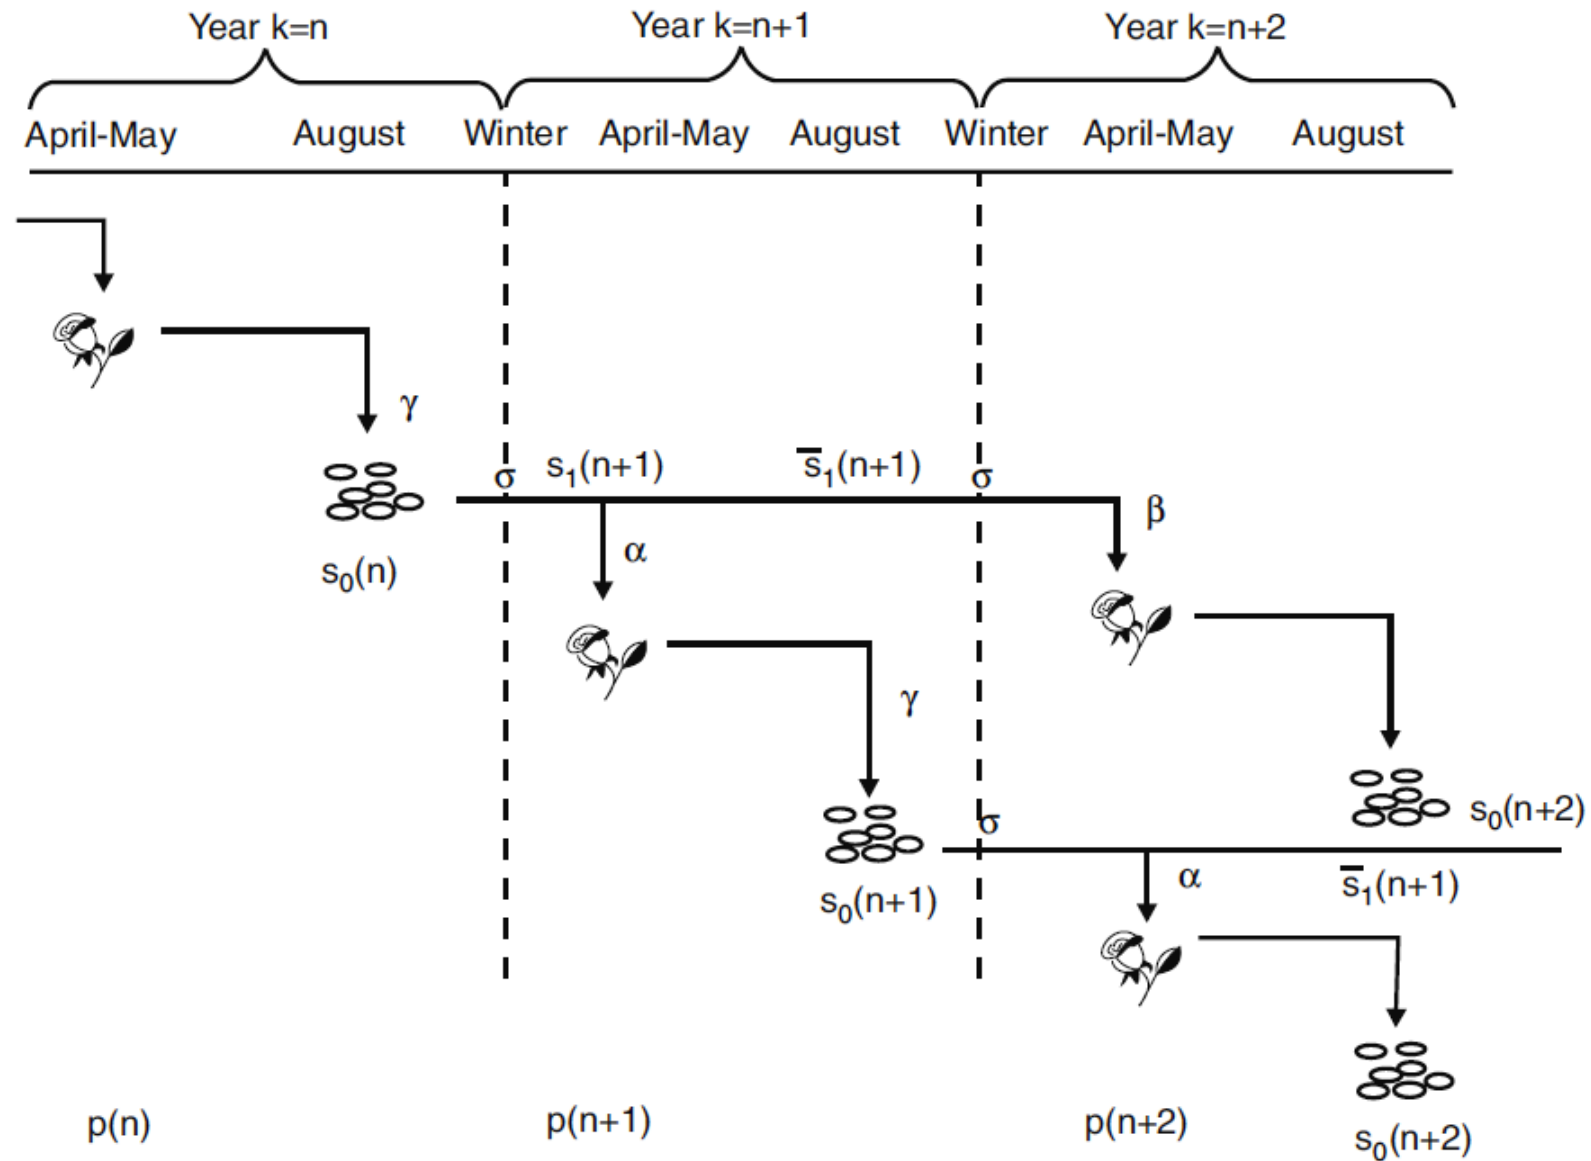 Year k=n Year k=n+1 Year k=n+2
April-May August Winter April-May August Winter April-May August
γ
σ s₁(n+1) s̄₁(n+1) σ
β
α
s₀(n)
γ
σ
s₀(n+2)
s₀(n+1) α s̄₁(n+1)
p(n) p(n+1) p(n+2) s₀(n+2)